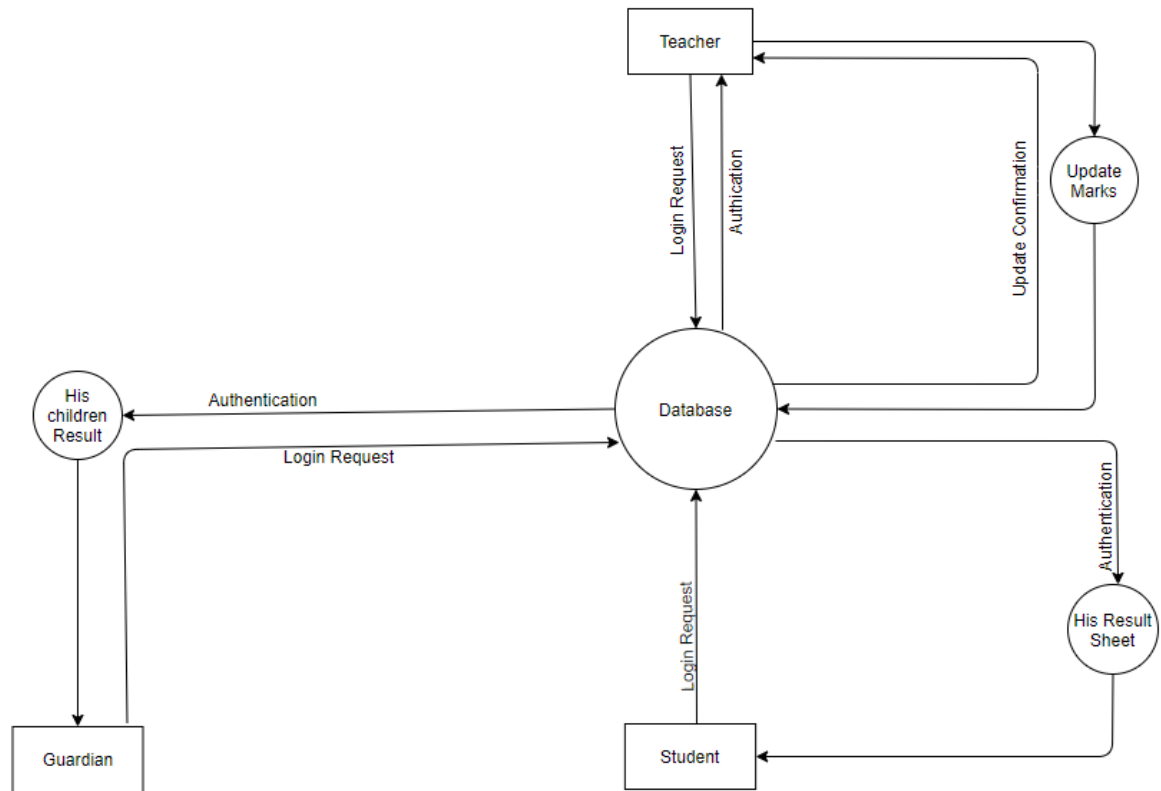 Teacher
Login Request
Authication
Update Confirmation
Update
Marks
His
children
Result
Authentication
Login Request
Database
Authentication
Login Request
His Result
Sheet
Guardian
Student